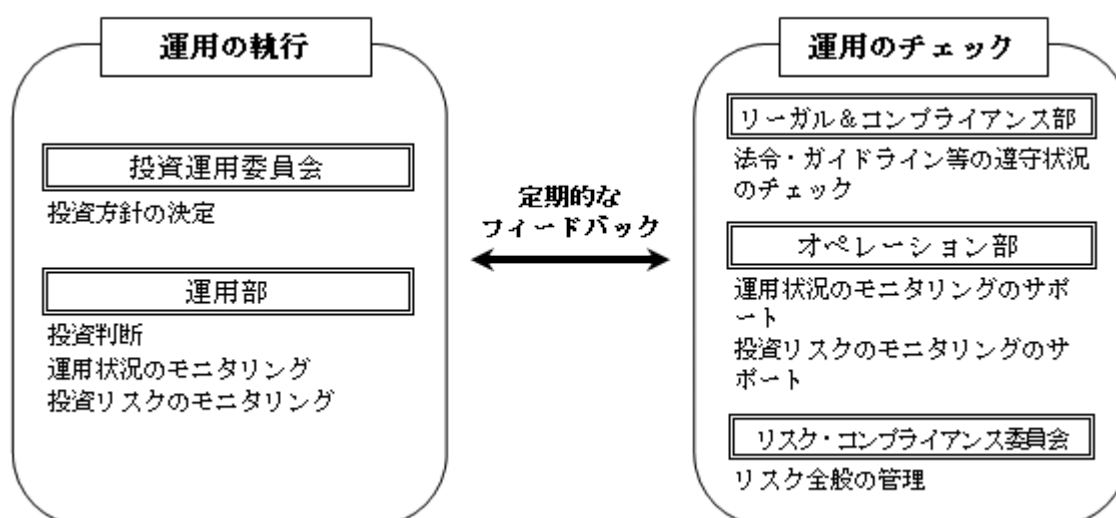 運用の執行
投資運用委員会
投資方針の決定
運用部
投資判断
運用状況のモニタリング
投資リスクのモニタリング
定期的な
フィードバック
運用のチェック
リーガル＆コンプライアンス部
法令・ガイドライン等の遵守状況
のチェック
オペレーション部
運用状況のモニタリングのサポ
ート
投資リスクのモニタリングのサ
ポート
リスク・コンプライアンス委員会
リスク全般の管理